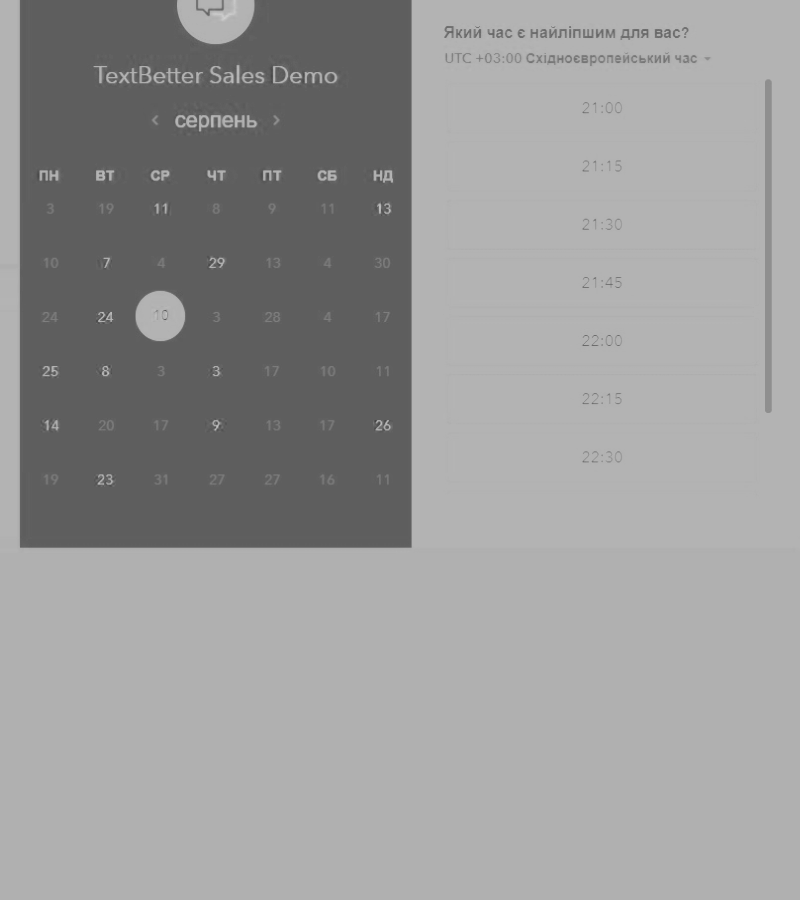 TextBetter Sales Demo
серпень
ПН ВТ СР ЧТ ПТ СБ НД
3 19 11 8 9 11 13
10 7 4 29 13 4 30
24 24 10 3 28 4 17
25 8 3 3 17 10 11
14 20 17 9 13 17 26
19 23 31 27 27 16 11
Який час є найліпшим для вас?
UTC +03:00 Східноєвропейський час
21:00
21:15
21:30
21:45
22:00
22:15
22:30